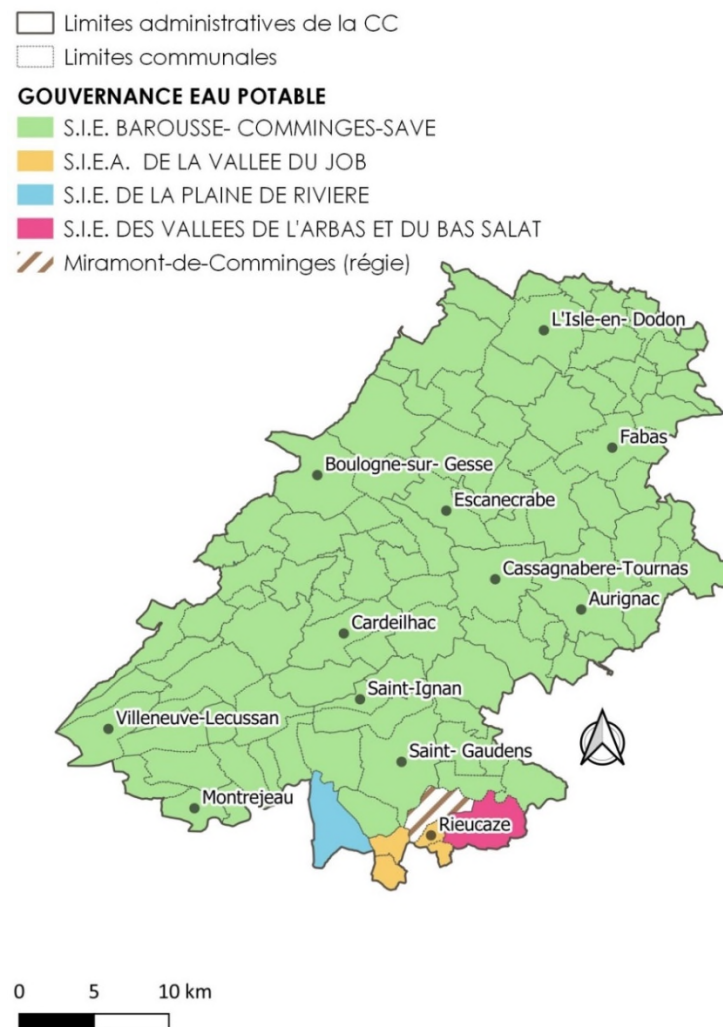 Limites administratives de la CC
Limites communales
GOUVERNANCE EAU POTABLE
S.I.E. BAROUSSE- COMMINGES-SAVE
S.I.E.A.  DE LA VALLEE DU JOB
S.I.E. DE LA PLAINE DE RIVIERE
S.I.E. DES VALLEES DE L'ARBAS ET DU BAS SALAT
Miramont-de-Comminges (régie)
L'Isle-en- Dodon
Fabas
Boulogne-sur- Gesse
Escanecrabe
Cassagnabere-Tournas
Aurignac
Cardeilhac
Saint-Ignan
Villeneuve-Lecussan
Saint- Gaudens
Montrejeau
Rieucaze
0 5 10 km